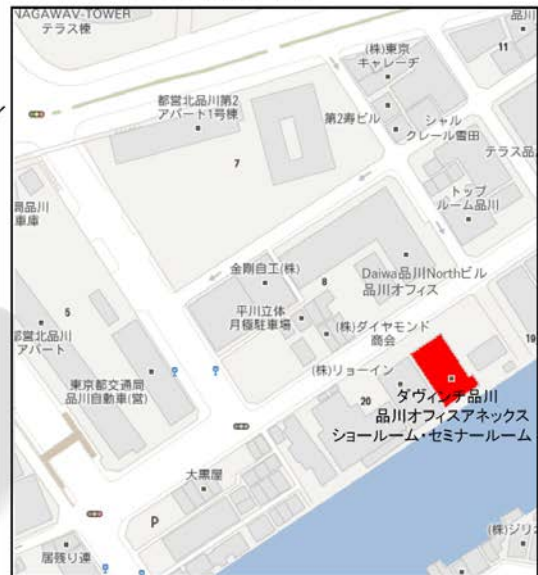 NAGAWAV-TOWER
テラス棟
品川
11
(株)東京
キャレーヂ
都営北品川第2
アパート1号棟
第2寿ビル
シャル
クレール雪田
7
テラス品
トップ
ルーム品川
局品川
車庫
金剛自工(株)
8
Daiwa品川Northビル
品川オフィス
平川立体
月極駐車場
5
(株)ダイヤモンド
商会
19
都営北品川
アパート
(株)リョーイン
東京都交通局
品川自動車(営)
20
ダヴィンチ品川
品川オフィスアネックス
ショールーム・セミナールーム
大黒屋
P
(株)ジリ
居残り連